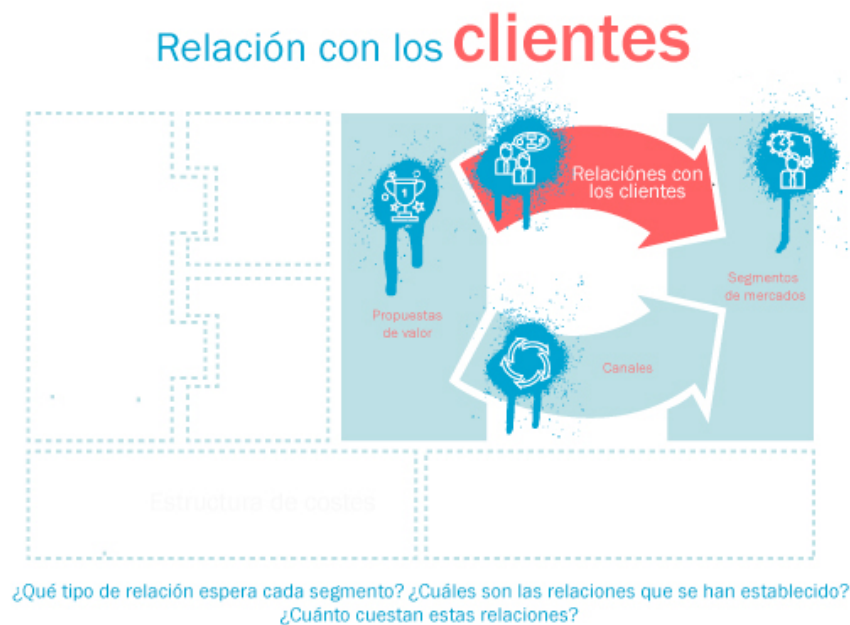 Relación con los clientes
Relaciónes con
los clientes
Propuestas
de valor
Segmentos
de mercados
Canales
Estructura de costes
¿Qué tipo de relación espera cada segmento? ¿Cuáles son las relaciones que se han establecido?
¿Cuánto cuestan estas relaciones?